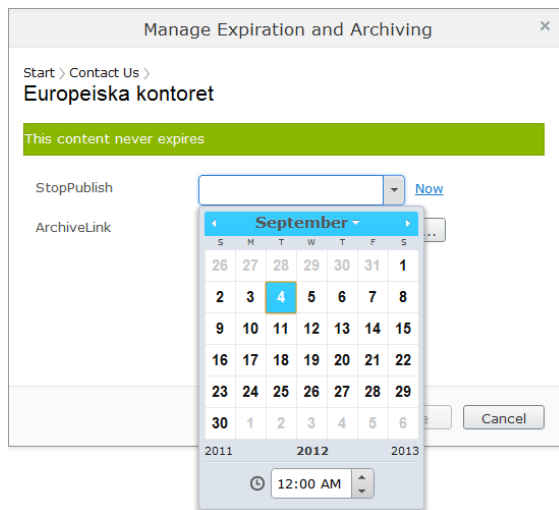 Manage Expiration and Archiving ×
Start > Contact Us >
Europeiska kontoret
This content never expires
StopPublish Now
ArchiveLink ...
September
S M T W T F S
26 27 28 29 30 31 1
2 3 4 5 6 7 8
9 10 11 12 13 14 15
16 17 18 19 20 21 22
23 24 25 26 27 28 29
30 1 2 3 4 5 6
Cancel
2011 2012 2013
12:00 AM